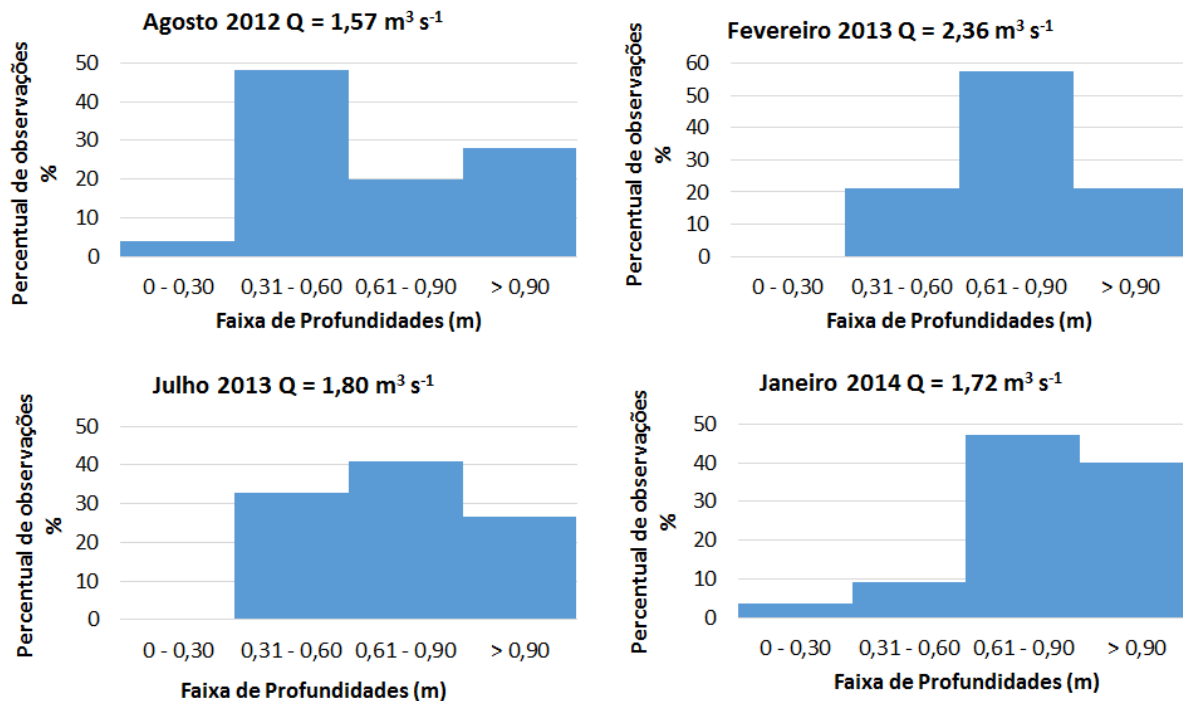 Agosto 2012 Q = 1,57 m³ s⁻¹
Percentual de observações
%
50
40
30
20
10
0
0 - 0,30 0,31 - 0,60 0,61 - 0,90 > 0,90
Faixa de Profundidades (m)
Fevereiro 2013 Q = 2,36 m³ s⁻¹
Percentual de observações
%
60
50
40
30
20
10
0
0 - 0,30 0,31 - 0,60 0,61 - 0,90 > 0,90
Faixa de Profundidades (m)
Julho 2013 Q = 1,80 m³ s⁻¹
Percentual de observações
%
50
40
30
20
10
0
0 - 0,30 0,31 - 0,60 0,61 - 0,90 > 0,90
Faixa de Profundidades (m)
Janeiro 2014 Q = 1,72 m³ s⁻¹
Percentual de observações
%
50
40
30
20
10
0
0 - 0,30 0,31 - 0,60 0,61 - 0,90 > 0,90
Faixa de Profundidades (m)